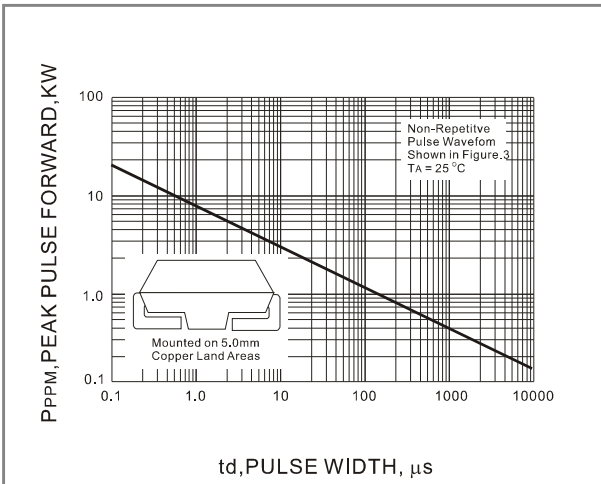 PPPM,PEAK PULSE FORWARD,KW
100
10
1.0
0.1
Non-Repetitve
Pulse Wavefom
Shown in Figure.3
TA = 25 °C
Mounted on 5.0mm
Copper Land Areas
0.1 1.0 10 100 1000 10000
td,PULSE WIDTH, μs